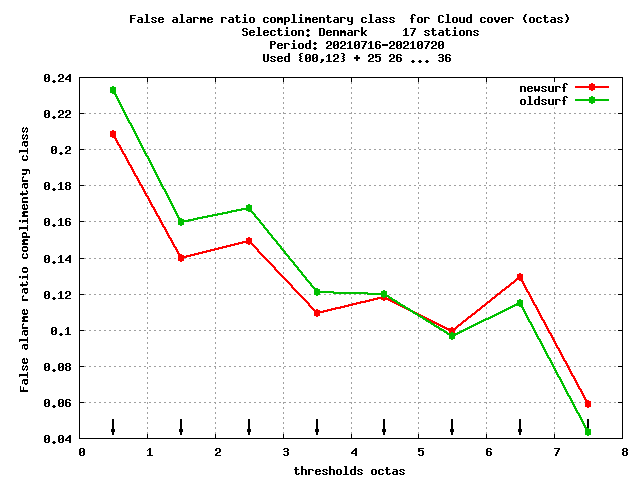 False alarme ratio complimentary class  for Cloud cover (octas)
Selection: Denmark     17 stations
Period: 20210716-20210720
Used {00,12} + 25 26 ... 36
newsurf
oldsurf
False alarme ratio complimentary class
0.24
0.22
0.2
0.18
0.16
0.14
0.12
0.1
0.08
0.06
0.04
0 1 2 3 4 5 6 7 8
thresholds octas